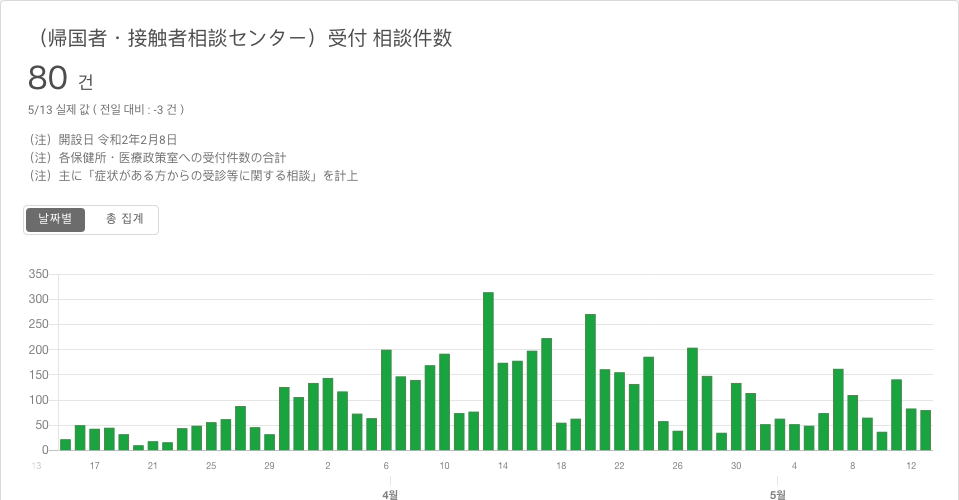 （帰国者・接触者相談センター）受付 相談件数
80 건
5/13 실제 값 ( 전일 대비 : -3 건 )
（注）開設日 令和2年2月8日
（注）各保健所・医療政策室への受付件数の合計
（注）主に「症状がある方からの受診等に関する相談」を計上
날짜별 총 집계
350
300
250
200
150
100
50
0
13 17 21 25 29 2 6 10 14 18 22 26 30 4 8 12
4월 5월